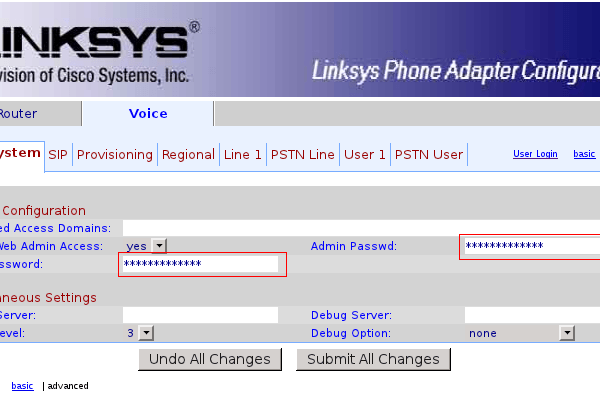 LINKSYS®
vision of Cisco Systems, Inc.
Linksys Phone Adapter Configura
Router Voice
ystem SIP Provisioning Regional Line 1 PSTN Line User 1 PSTN User User Login basic
Configuration
ed Access Domains:
Web Admin Access: yes Admin Passwd: *************
ssword: *************
neous Settings
Server: Debug Server:
evel: 3 Debug Option: none
Undo All Changes Submit All Changes
basic | advanced